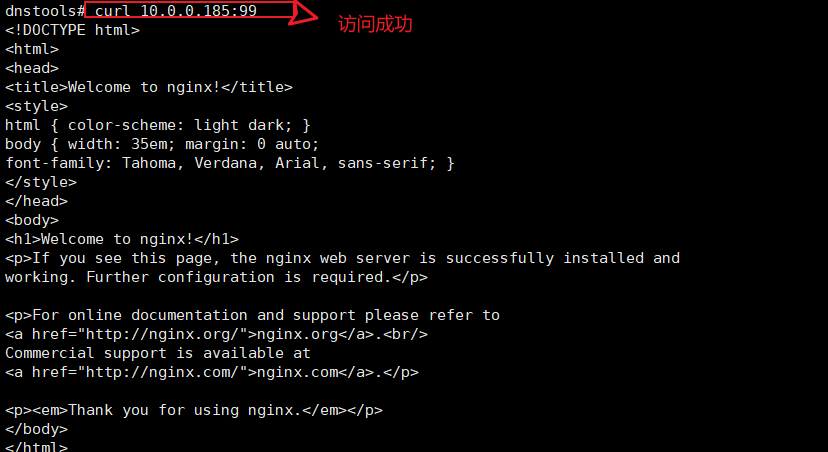 dnstools# curl 10.0.0.185:99
访问成功
<!DOCTYPE html>
<html>
<head>
<title>Welcome to nginx!</title>
<style>
html { color-scheme: light dark; }
body { width: 35em; margin: 0 auto;
font-family: Tahoma, Verdana, Arial, sans-serif; }
</style>
</head>
<body>
<h1>Welcome to nginx!</h1>
<p>If you see this page, the nginx web server is successfully installed and
working. Further configuration is required.</p>
<p>For online documentation and support please refer to
<a href="http://nginx.org/">nginx.org</a>.<br/>
Commercial support is available at
<a href="http://nginx.com/">nginx.com</a>.</p>
<p><em>Thank you for using nginx.</em></p>
</body>
</html>